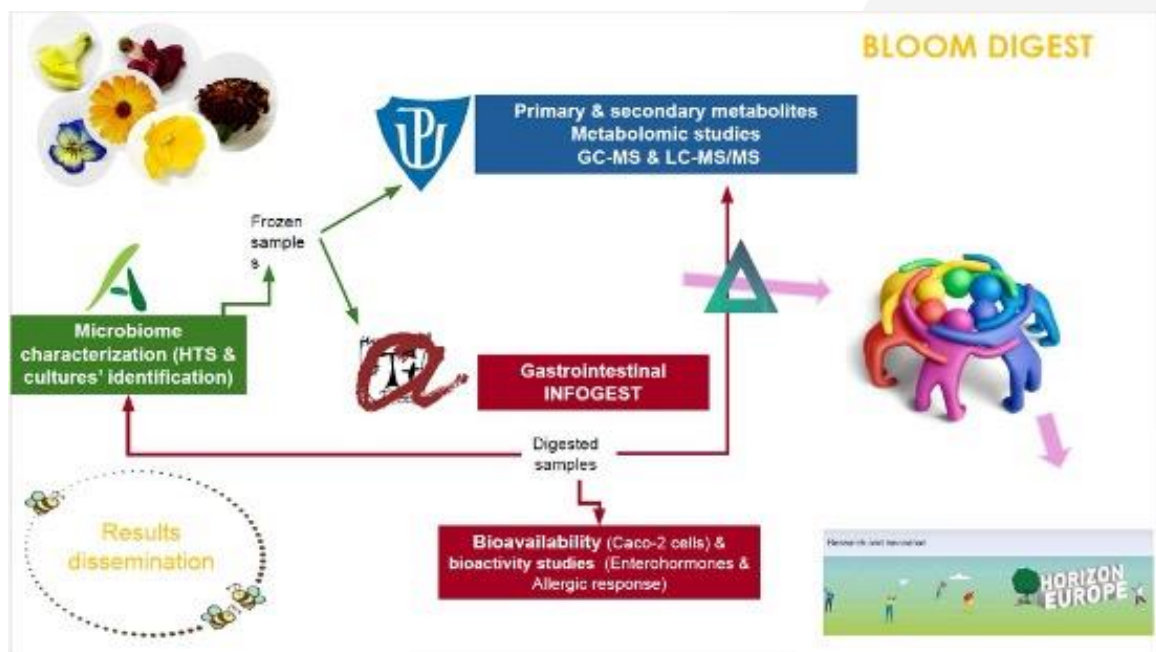 BLOOM DIGEST
Primary & secondary metabolites
Metabolomic studies
GC-MS & LC-MS/MS
Frozen
sample
s
Microbiome
characterization (HTS &
cultures' identification)
Gastrointestinal
INFOGEST
Digested
samples
Results
dissemination
Bioavailability (Caco-2 cells) &
bioactivity studies (Enterohormones &
Allergic response)
Research and innovation
HORIZON
EUROPE